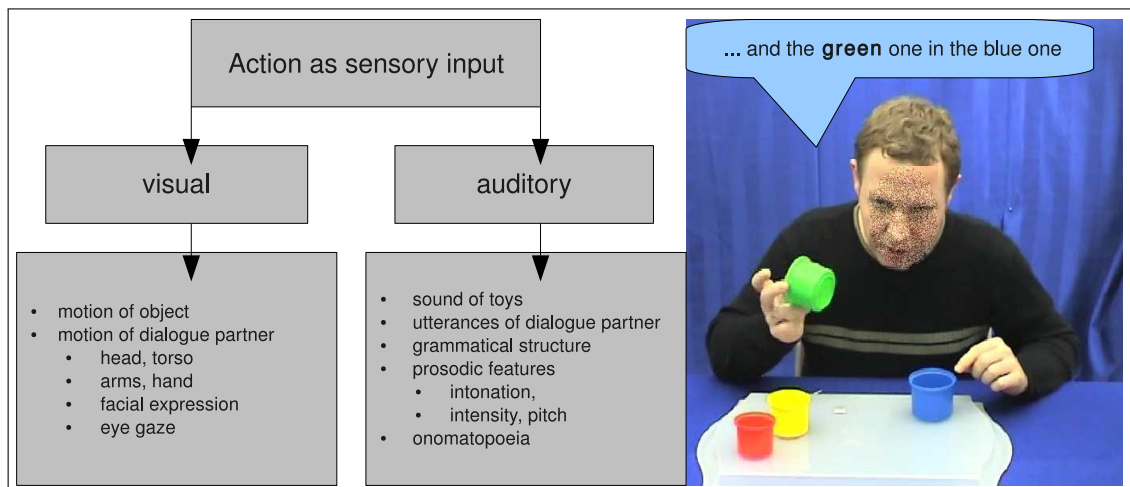 Action as sensory input
visual
auditory
• motion of object
• motion of dialogue partner
• head, torso
• arms, hand
• facial expression
• eye gaze
• sound of toys
• utterances of dialogue partner
• grammatical structure
• prosodic features
• intonation,
• intensity, pitch
• onomatopoeia
... and the green one in the blue one